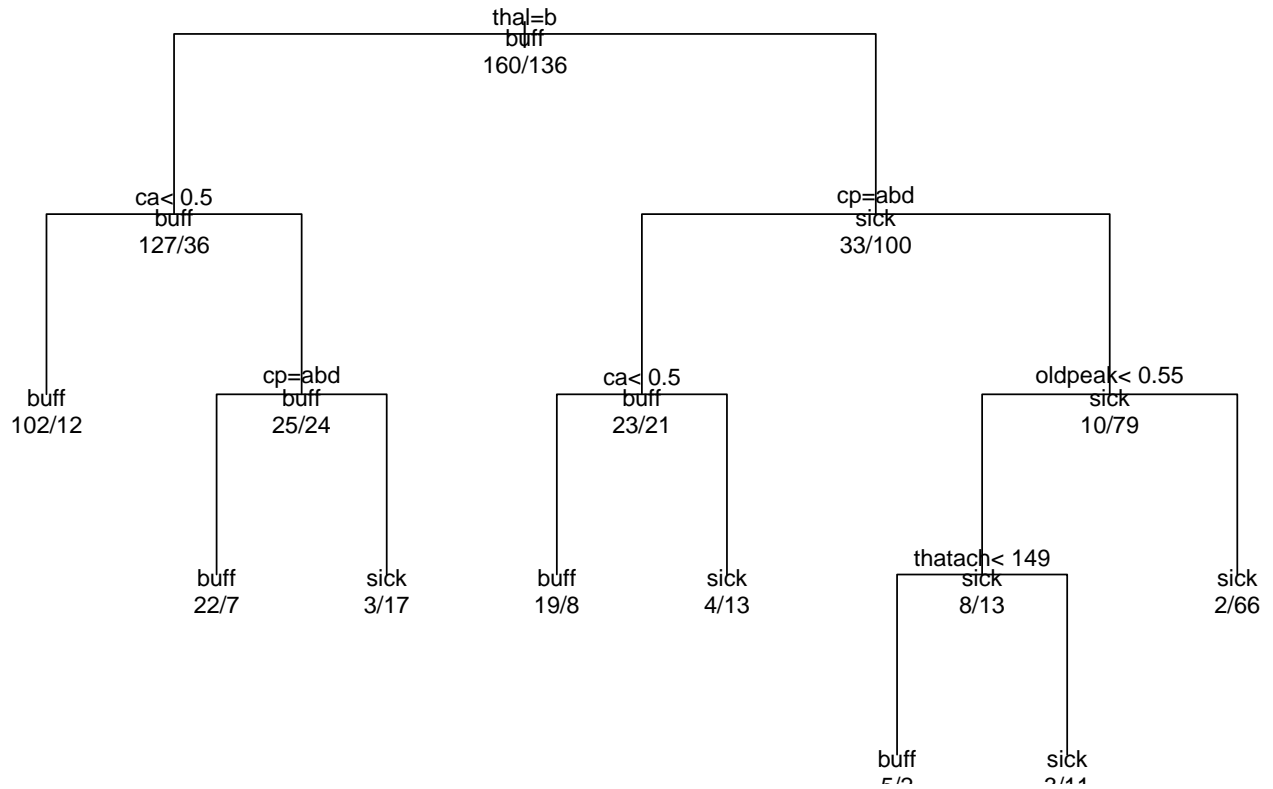 thal=b
buff
160/136
ca< 0.5
buff
127/36
cp=abd
sick
33/100
buff
102/12
cp=abd
buff
25/24
ca< 0.5
buff
23/21
oldpeak< 0.55
sick
10/79
buff
22/7
sick
3/17
buff
19/8
sick
4/13
thatach< 149
sick
8/13
sick
2/66
buff
sick